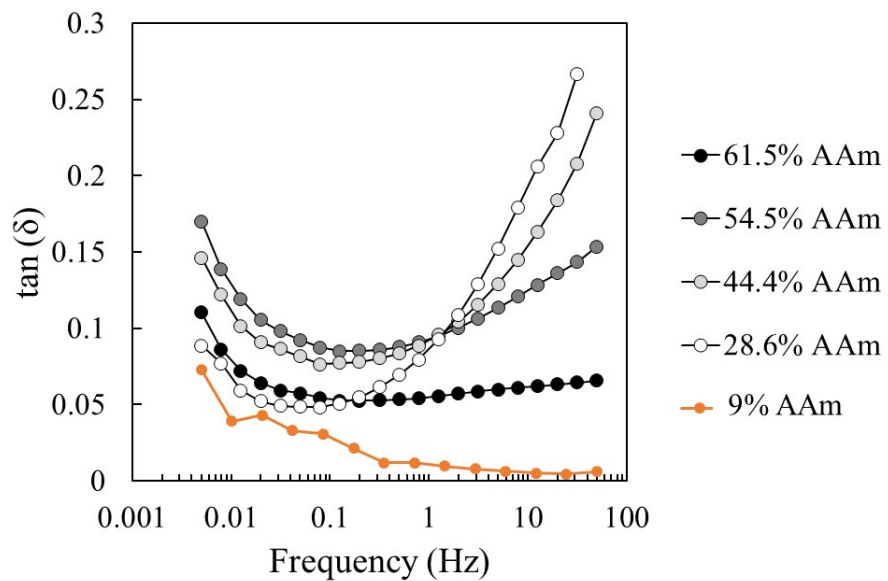 0.3
0.25
0.2
0.15
0.1
0.05
0
tan (δ)
0.001 0.01 0.1 1 10 100
Frequency (Hz)
61.5% AAm
54.5% AAm
44.4% AAm
28.6% AAm
9% AAm